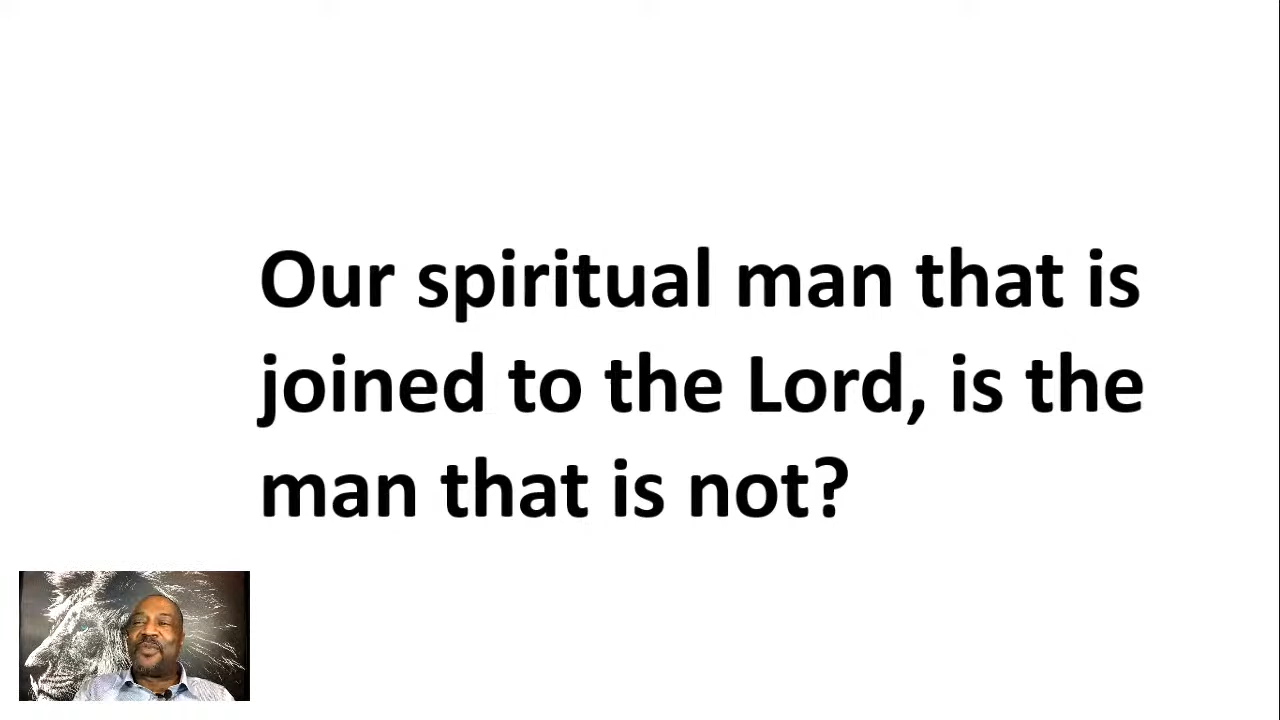 Our spiritual man that is
joined to the Lord, is the
man that is not?